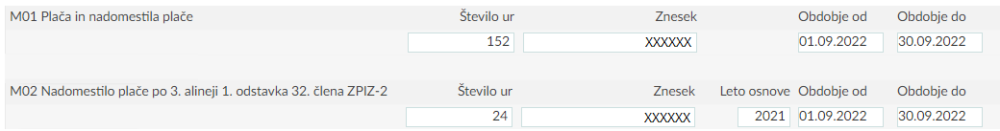 M01 Plača in nadomestila plače Število ur Znesek Obdobje od Obdobje do
152 XXXXXX 01.09.2022 30.09.2022
M02 Nadomestilo plače po 3. alineji 1. odstavka 32. člena ZPIZ-2 Število ur Znesek Leto osnove Obdobje od Obdobje do
24 XXXXXX 2021 01.09.2022 30.09.2022